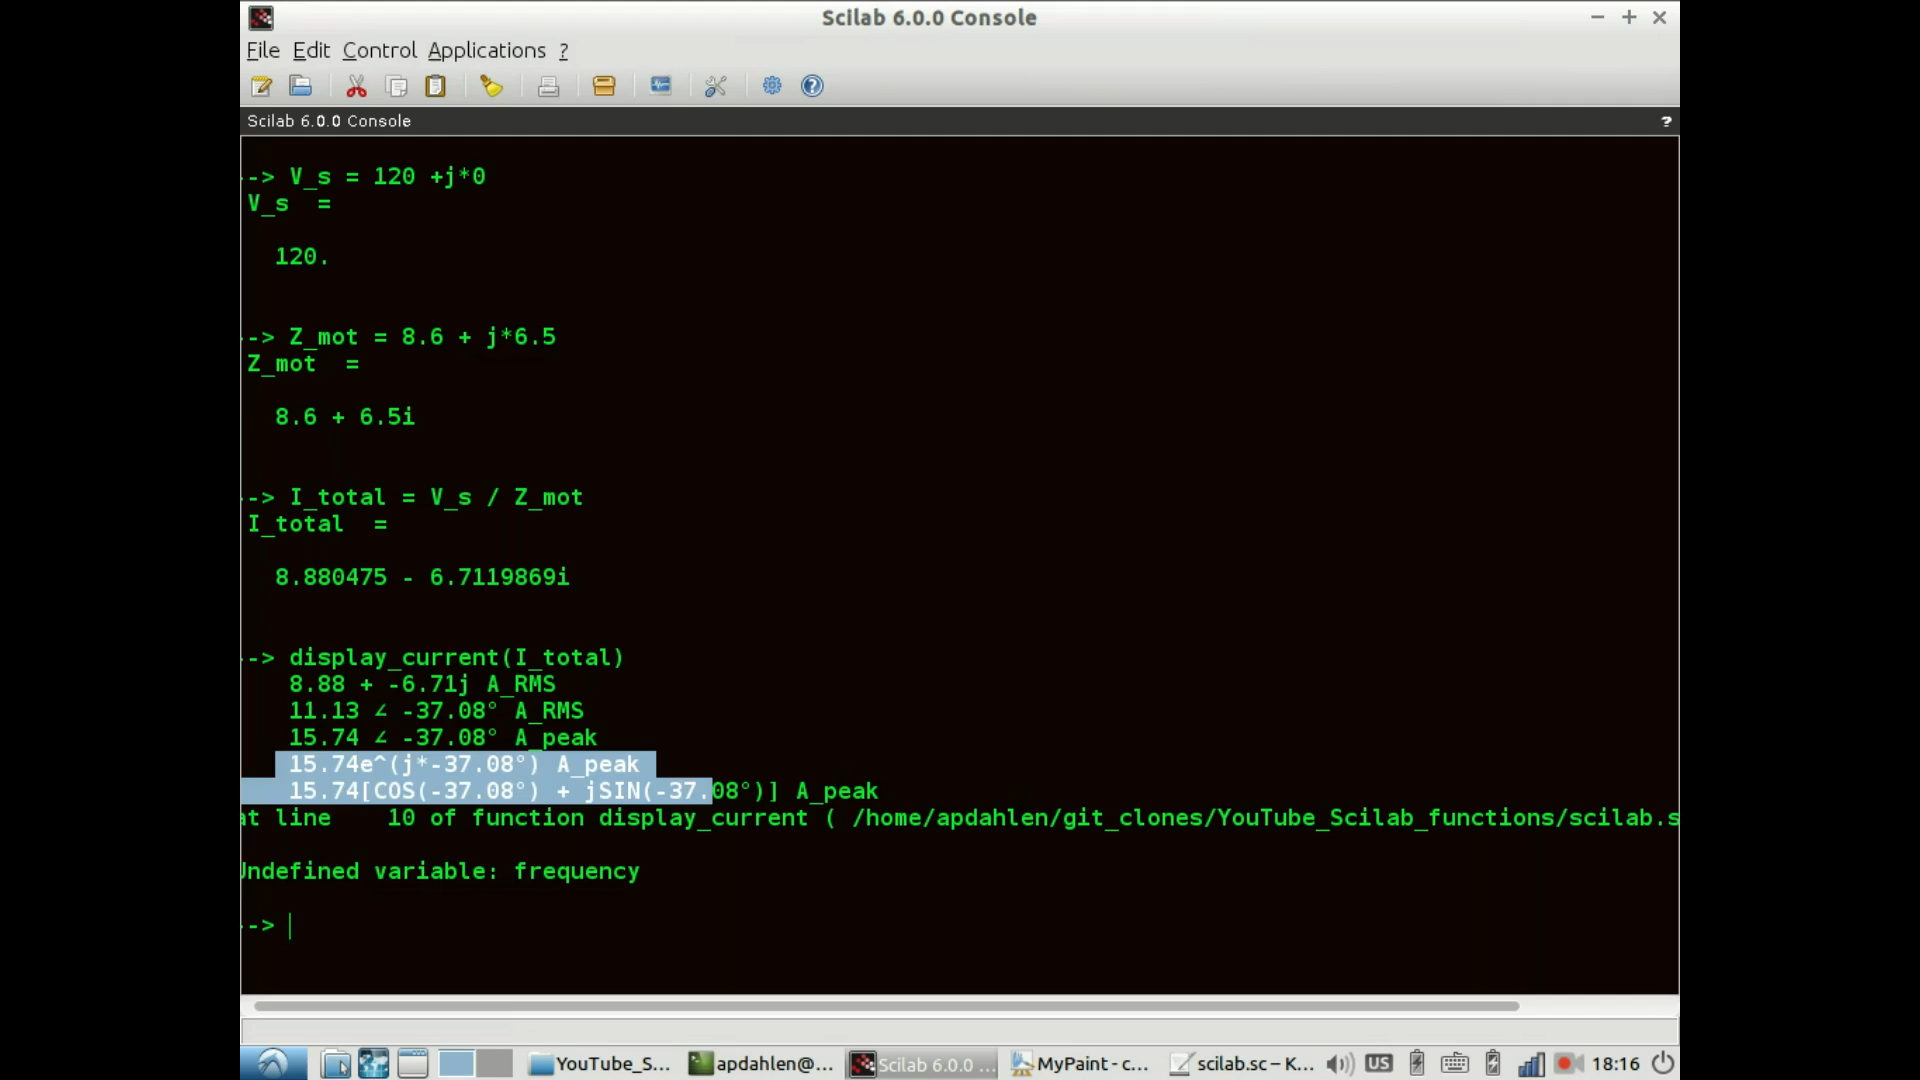 Scilab 6.0.0 Console
File Edit Control Applications ?
Scilab 6.0.0 Console ?
--> V_s = 120 +j*0
V_s =
120.
--> Z_mot = 8.6 + j*6.5
Z_mot =
8.6 + 6.5i
--> I_total = V_s / Z_mot
I_total =
8.880475 - 6.7119869i
--> display_current(I_total)
8.88 + -6.71j A_RMS
11.13 ∠ -37.08° A_RMS
15.74 ∠ -37.08° A_peak
15.74e^(j*-37.08°) A_peak
15.74[COS(-37.08°) + jSIN(-37.08°)] A_peak
at line 10 of function display_current ( /home/apdahlen/git_clones/YouTube_Scilab_functions/scilab.s
Undefined variable: frequency
-->
YouTube_S... apdahlen@... Scilab 6.0.0 ... MyPaint - c... scilab.sc – K... US 18:16